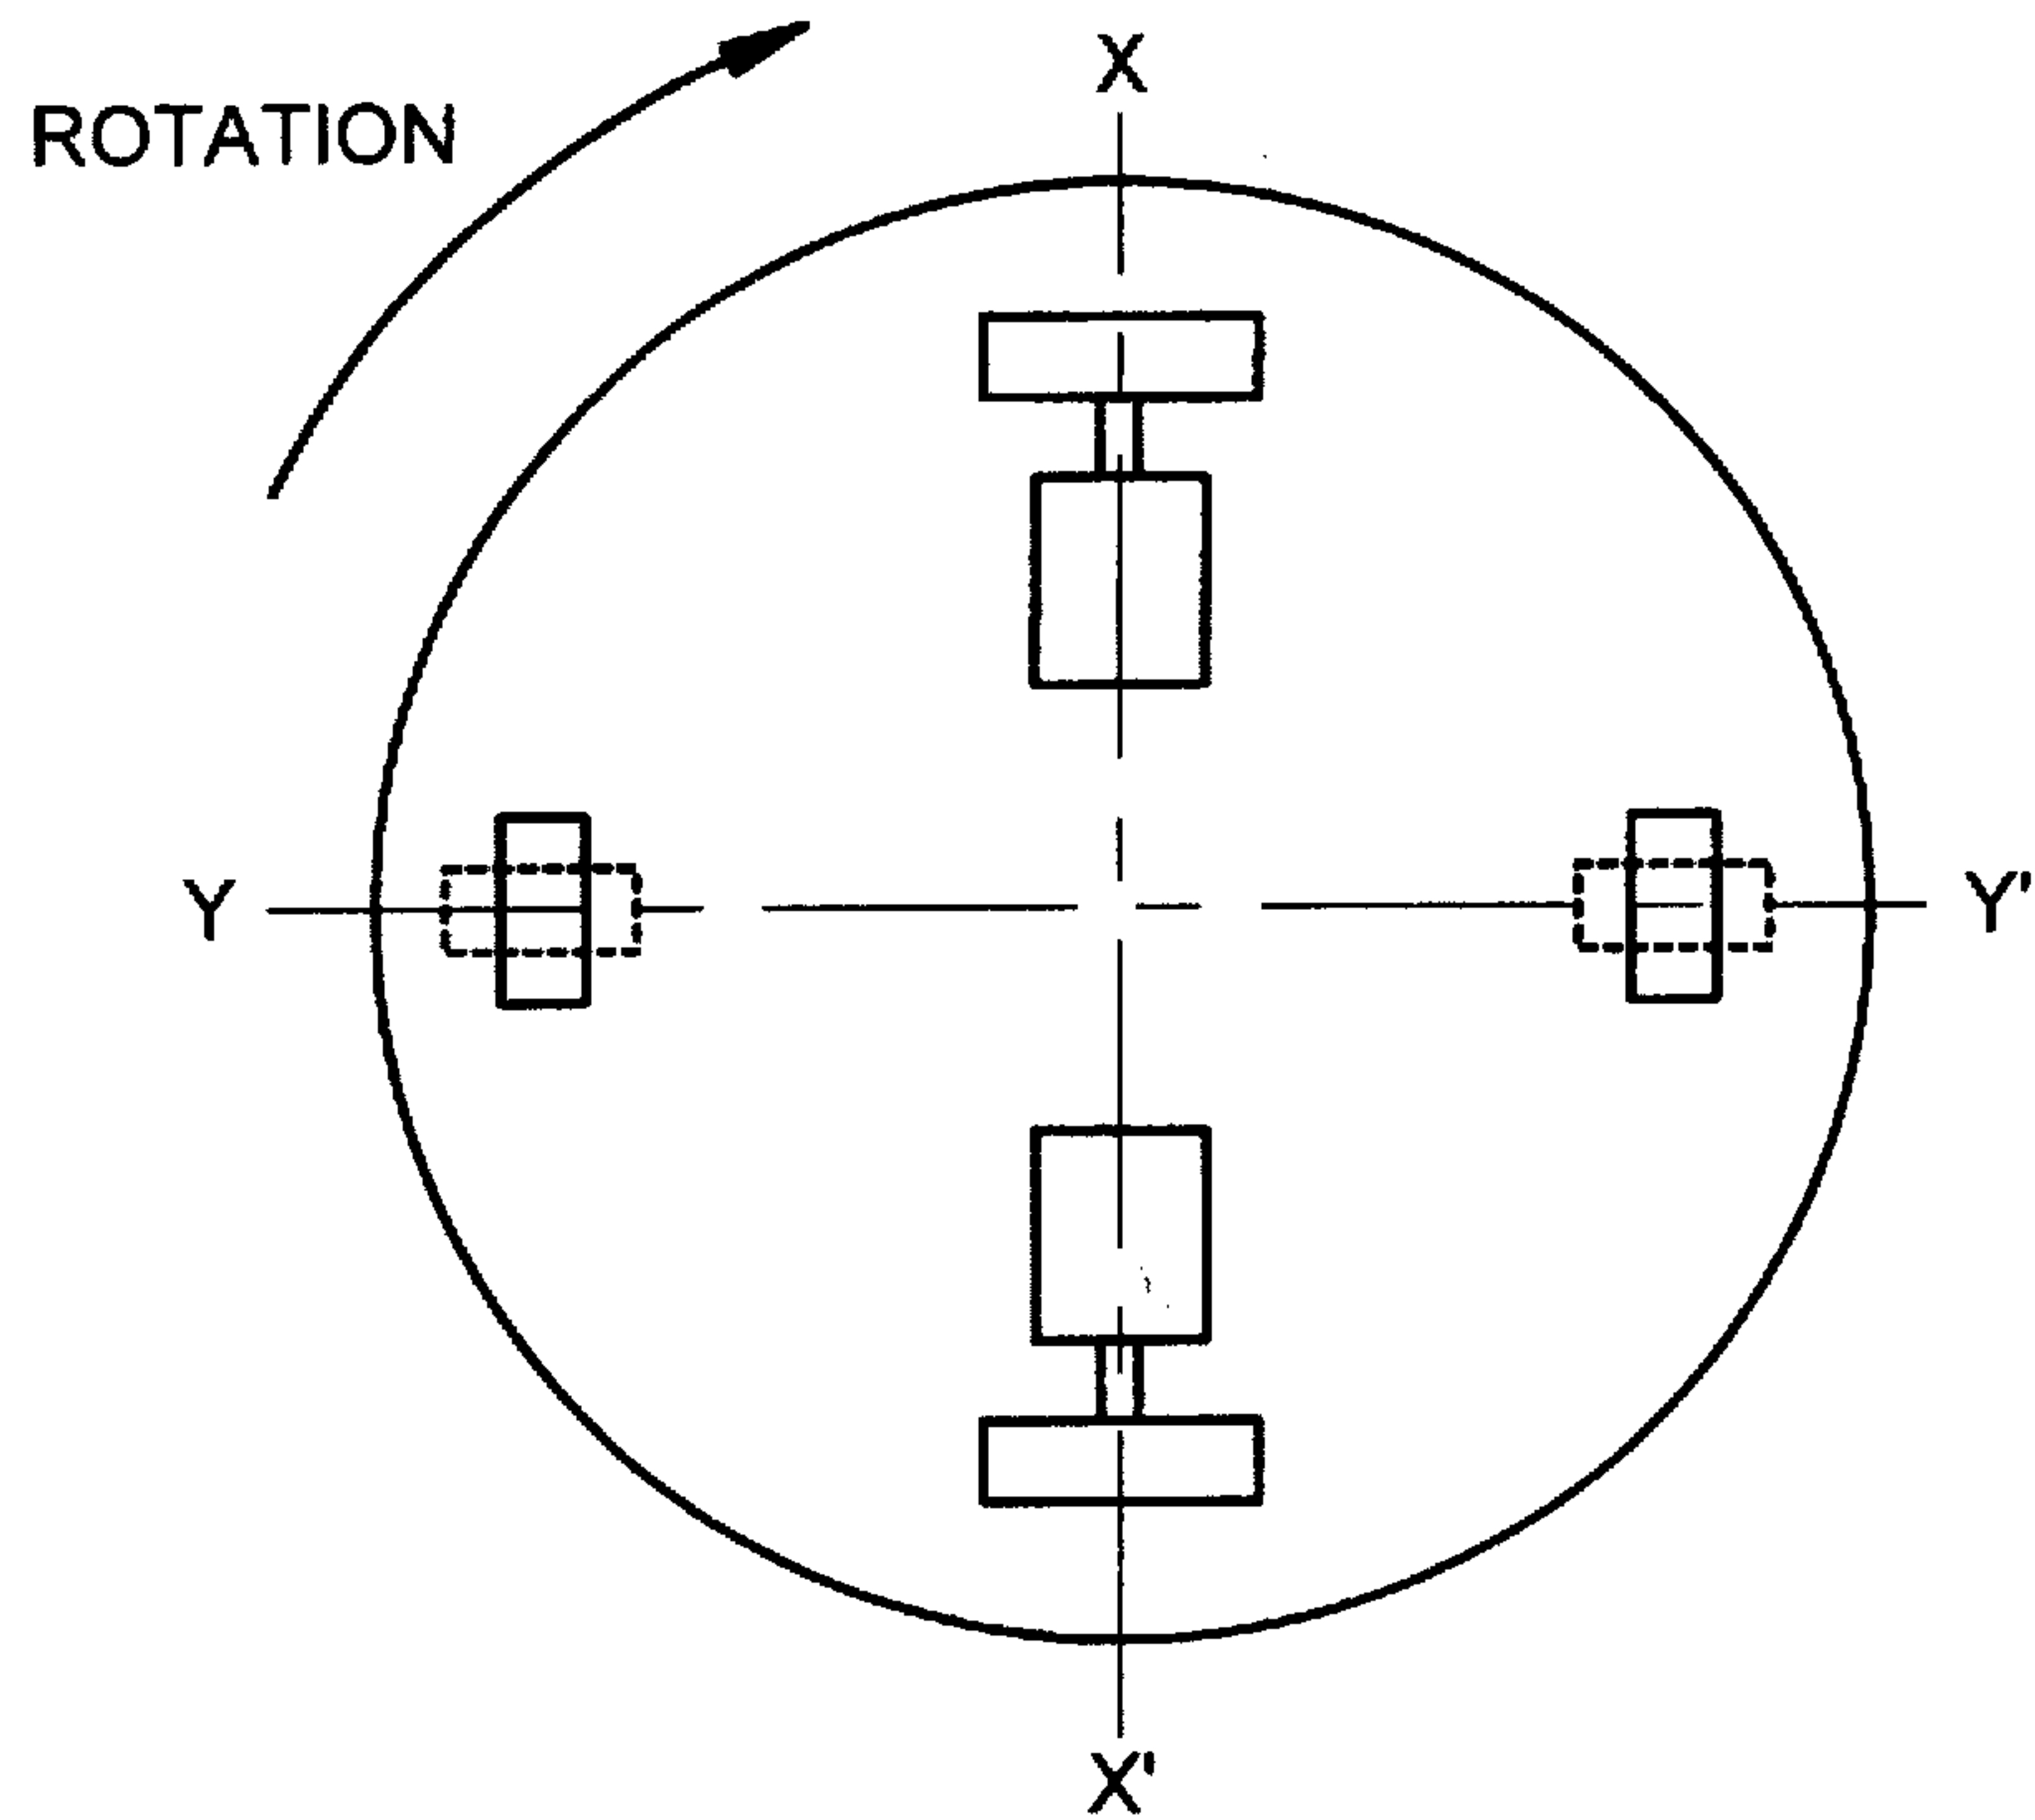 X
ROTATION
Y
Y'
X'